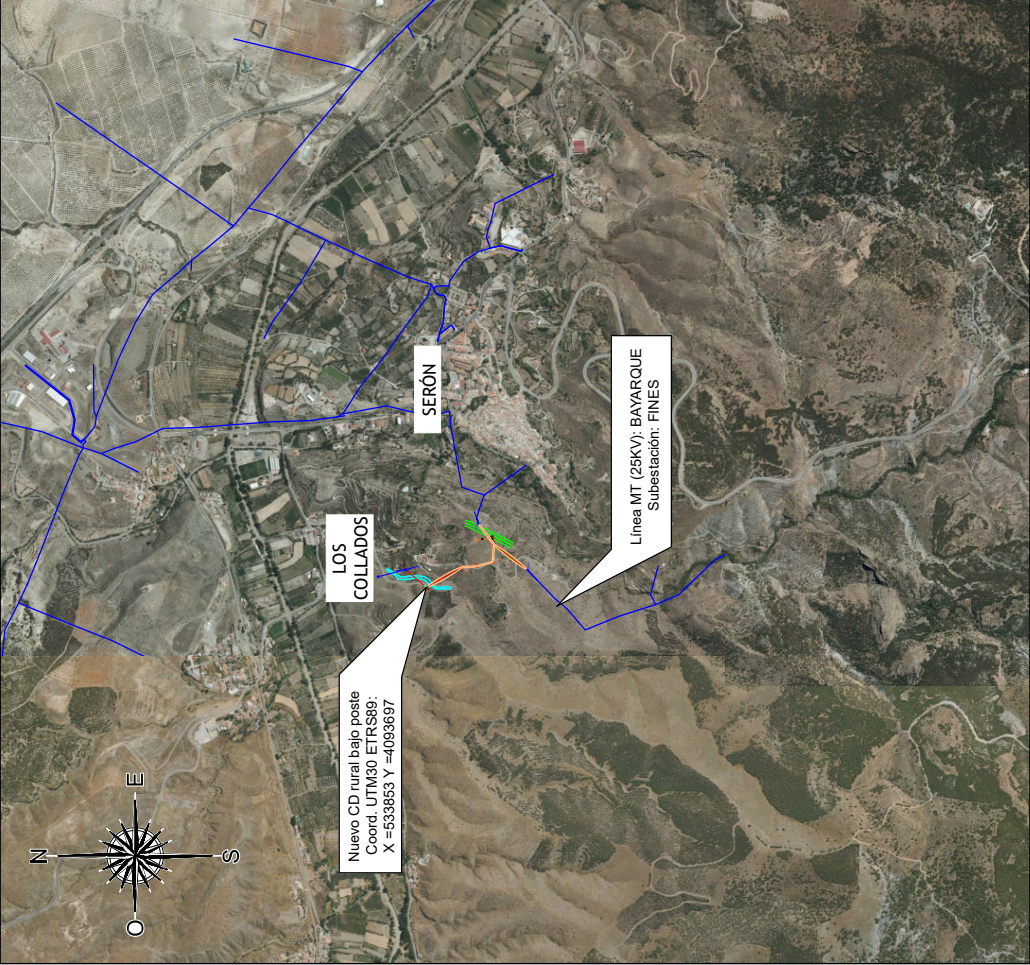 N
O
E
S
LOS
COLLADOS
Nuevo CD rural bajo poste
Coord. UTM30 ETRS89:
X =533853 Y =4093697
SERÓN
Línea MT (25KV): BAYARQUE
Subestación: FINES